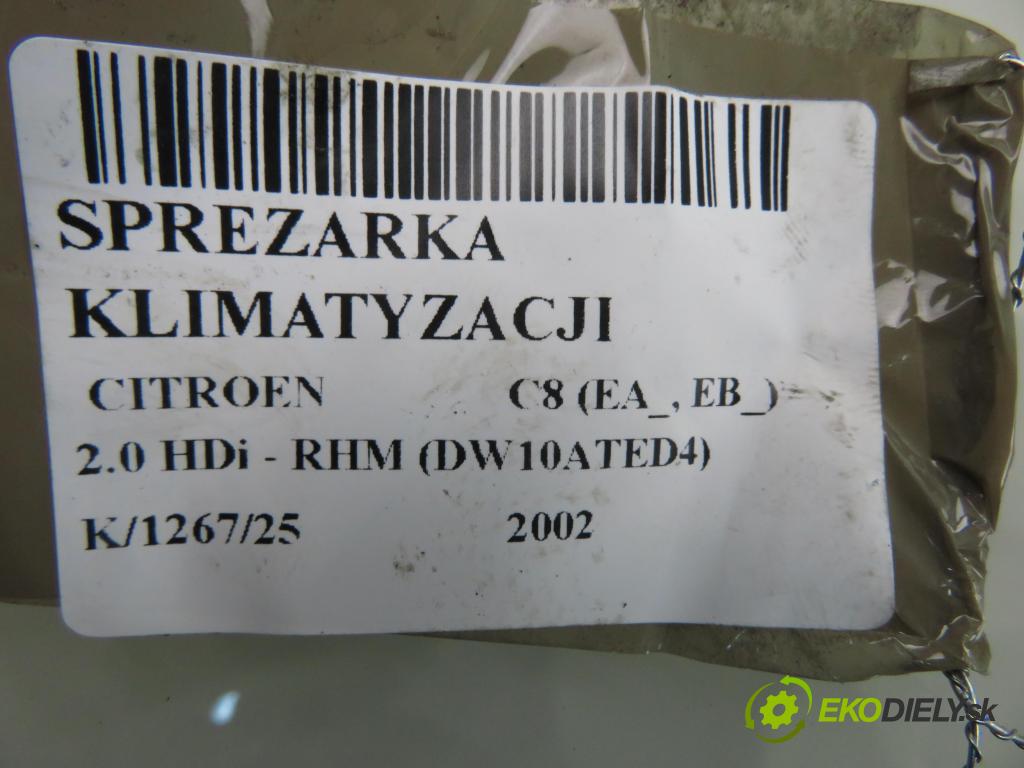 SPREZARKA
KLIMATYZACJI
CITROEN C8 (EA_, EB_)
2.0 HDi - RHM (DW10ATED4)
K/1267/25 2002
EKODIELY.sk